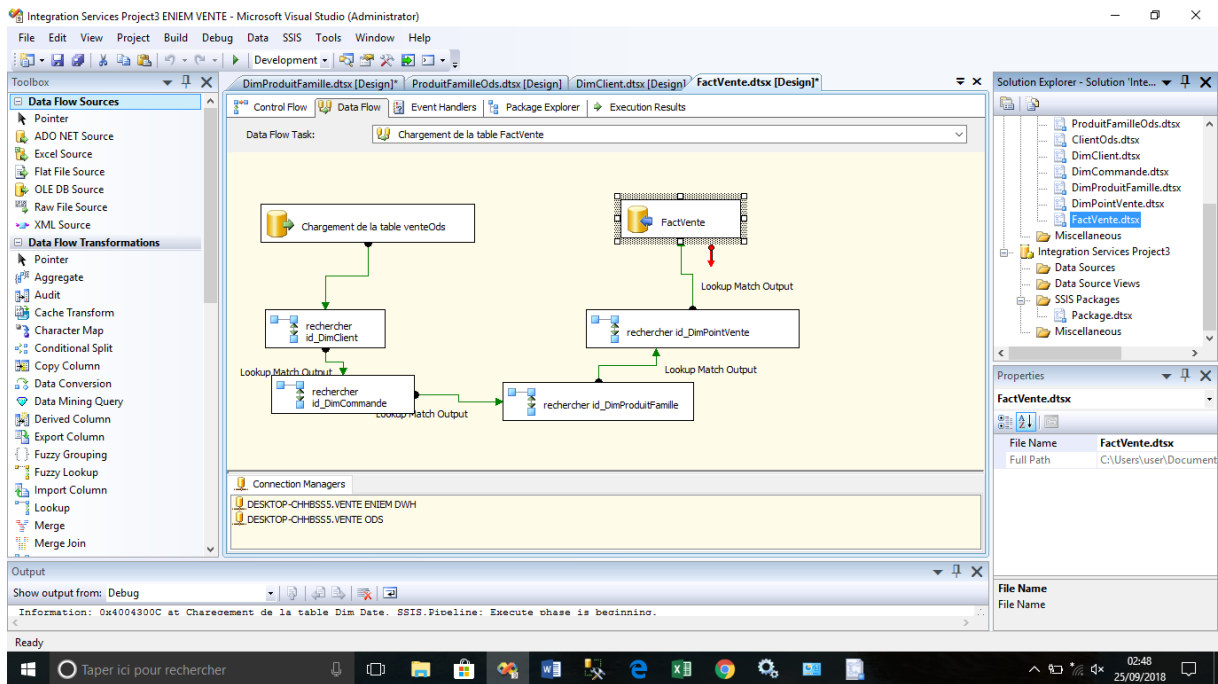 Integration Services Project3 ENIEM VENTE - Microsoft Visual Studio (Administrator)
File Edit View Project Build Debug Data SSIS Tools Window Help
Development
Toolbox
Data Flow Sources
Pointer
ADO NET Source
Excel Source
Flat File Source
OLE DB Source
Raw File Source
XML Source
Data Flow Transformations
Pointer
Aggregate
Audit
Cache Transform
Character Map
Conditional Split
Copy Column
Data Conversion
Data Mining Query
Derived Column
Export Column
Fuzzy Grouping
Fuzzy Lookup
Import Column
Lookup
Merge
Merge Join
DimProduitFamille.dtsx [Design]* ProduitFamilleOds.dtsx [Design] DimClient.dtsx [Design] FactVente.dtsx [Design]*
Control Flow Data Flow Event Handlers Package Explorer Execution Results
Data Flow Task: Chargement de la table FactVente
Chargement de la table venteOds
FactVente
Lookup Match Output
rechercher
id_DimClient
rechercher id_DimPointVente
Lookup Match Output
Lookup Match Output
rechercher
id_DimCommande
Lookup Match Output
rechercher id_DimProduitFamille
Connection Managers
DESKTOP-CHHBSS5.VENTE ENIEM DWH
DESKTOP-CHHBSS5.VENTE ODS
Solution Explorer - Solution 'Inte...
ProduitFamilleOds.dtsx
ClientOds.dtsx
DimClient.dtsx
DimCommande.dtsx
DimProduitFamille.dtsx
DimPointVente.dtsx
FactVente.dtsx
Miscellaneous
Integration Services Project3
Data Sources
Data Source Views
SSIS Packages
Package.dtsx
Miscellaneous
Properties
FactVente.dtsx
File Name FactVente.dtsx
Full Path C:\Users\user\Document
File Name
File Name
Output
Show output from: Debug
Information: 0x4004300C at Charegement de la table Dim Date. SSIS.Pipeline: Execute phase is beginning.
Ready
Taper ici pour rechercher
02:48
25/09/2018